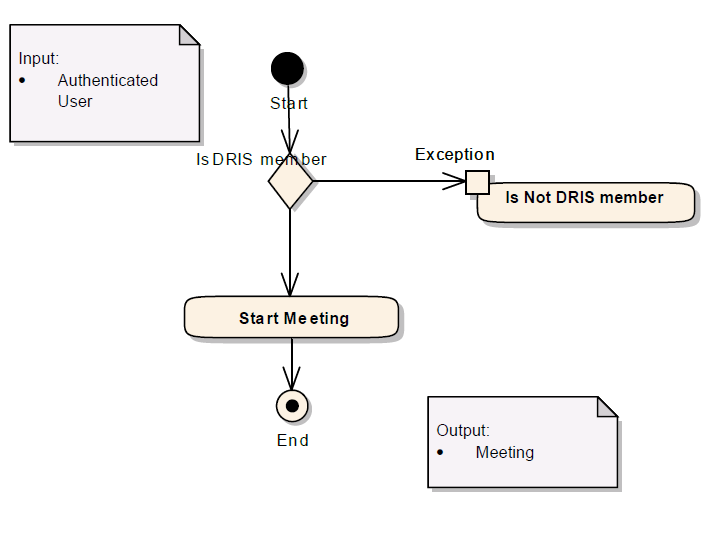 Input:
• Authenticated
User
Start
Is DRIS member
Exception
Is Not DRIS member
Start Meeting
End
Output:
• Meeting